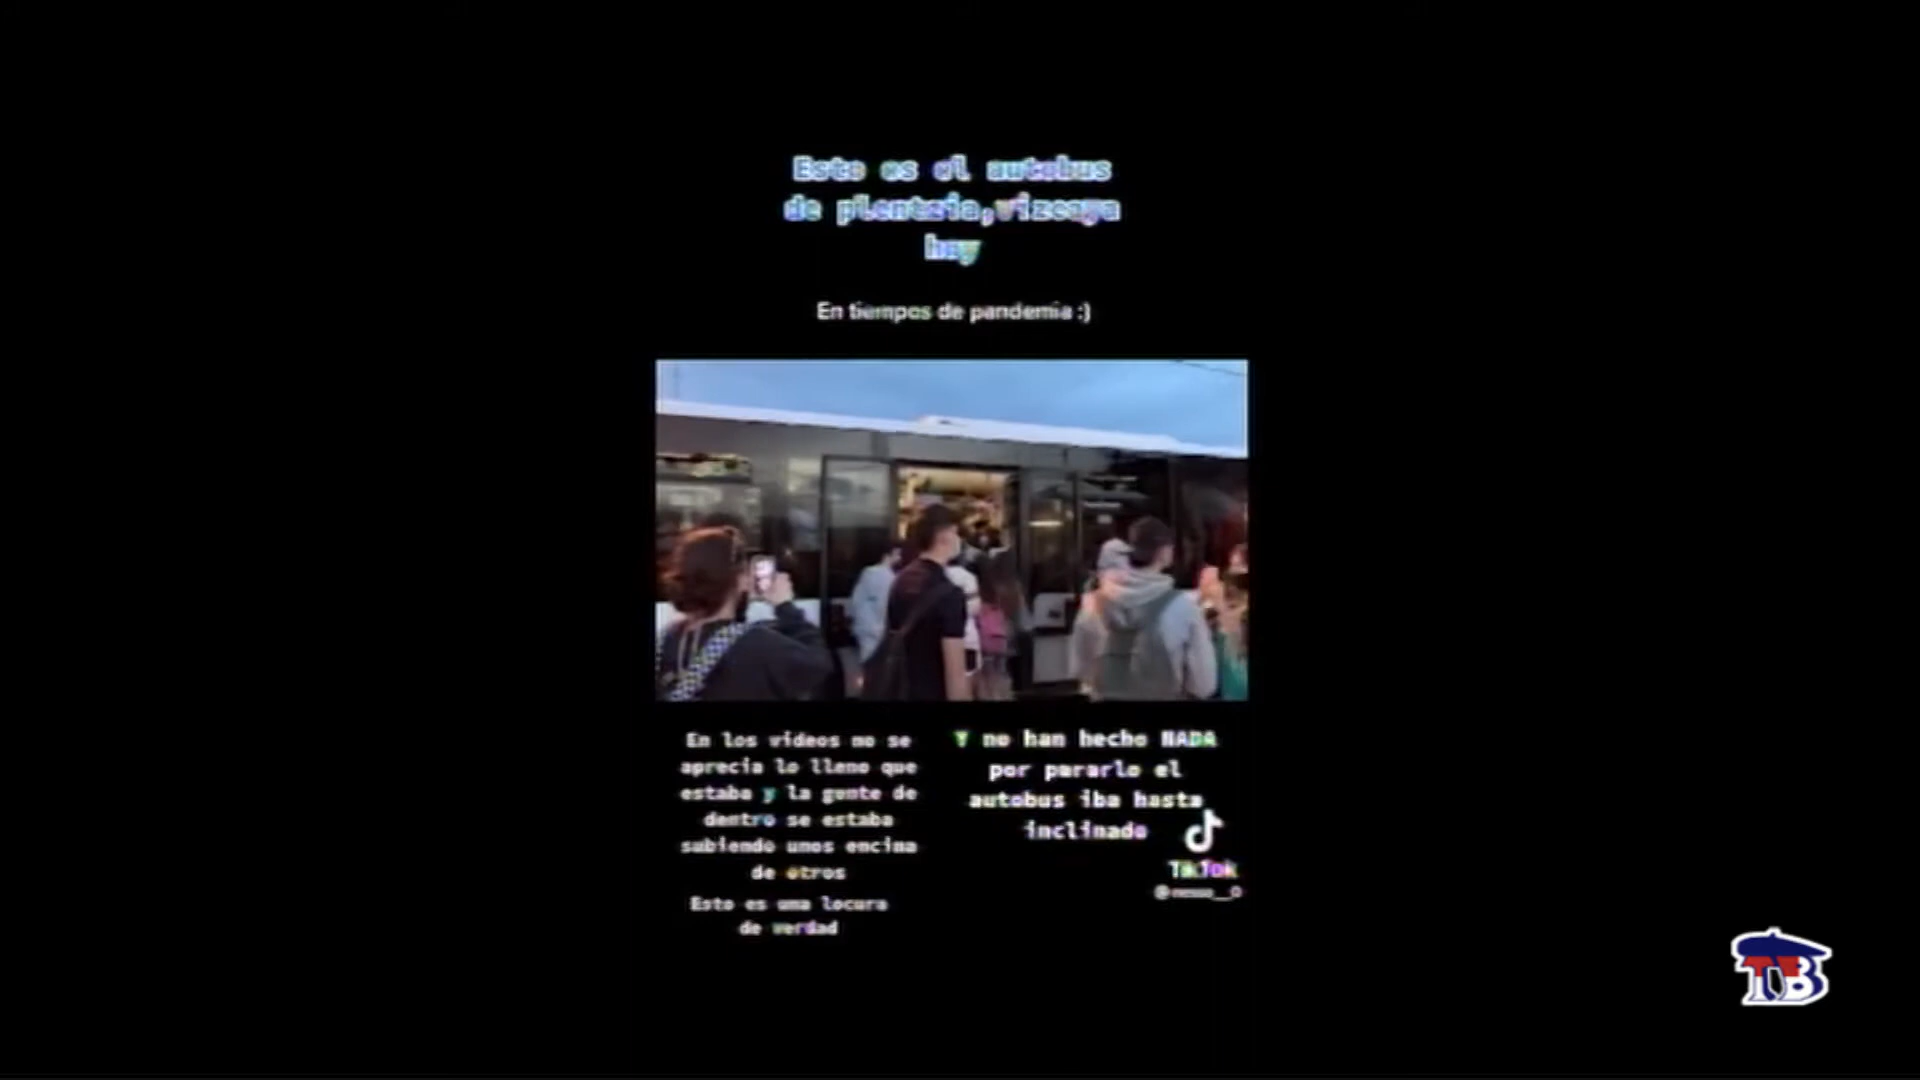 Esto es el autobus
de plentzia,vizcaya
hoy
En tiempos de pandemia :)
En los videos no se
aprecia lo lleno que
estaba y la gente de
dentro se estaba
subiendo unos encima
de otros
Esto es una locura
de verdad
Y no han hecho NADA
por pararlo el
autobus iba hasta
inclinado
TikTok
TB